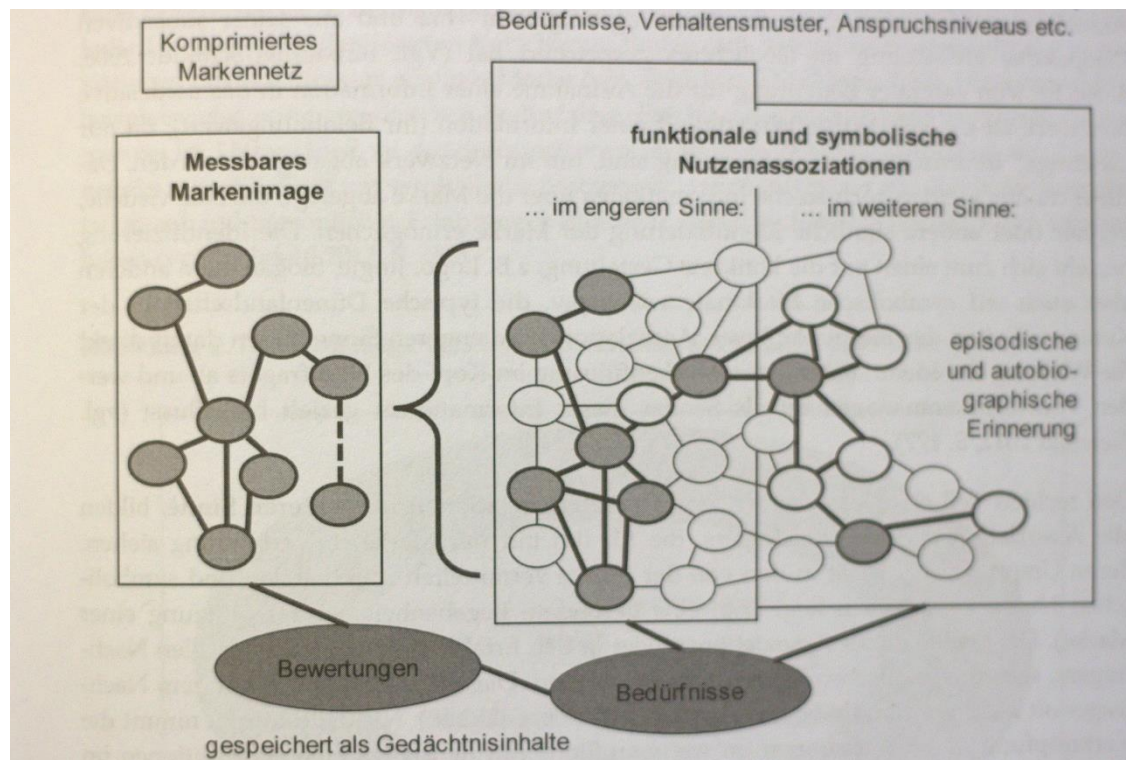 Komprimiertes
Markennetz
Bedürfnisse, Verhaltensmuster, Anspruchsniveaus etc.
Messbares
Markenimage
funktionale und symbolische
Nutzenassoziationen
... im engeren Sinne:
... im weiteren Sinne:
episodische
und autobio-
graphische
Erinnerung
Bewertungen
Bedürfnisse
gespeichert als Gedächtnisinhalte